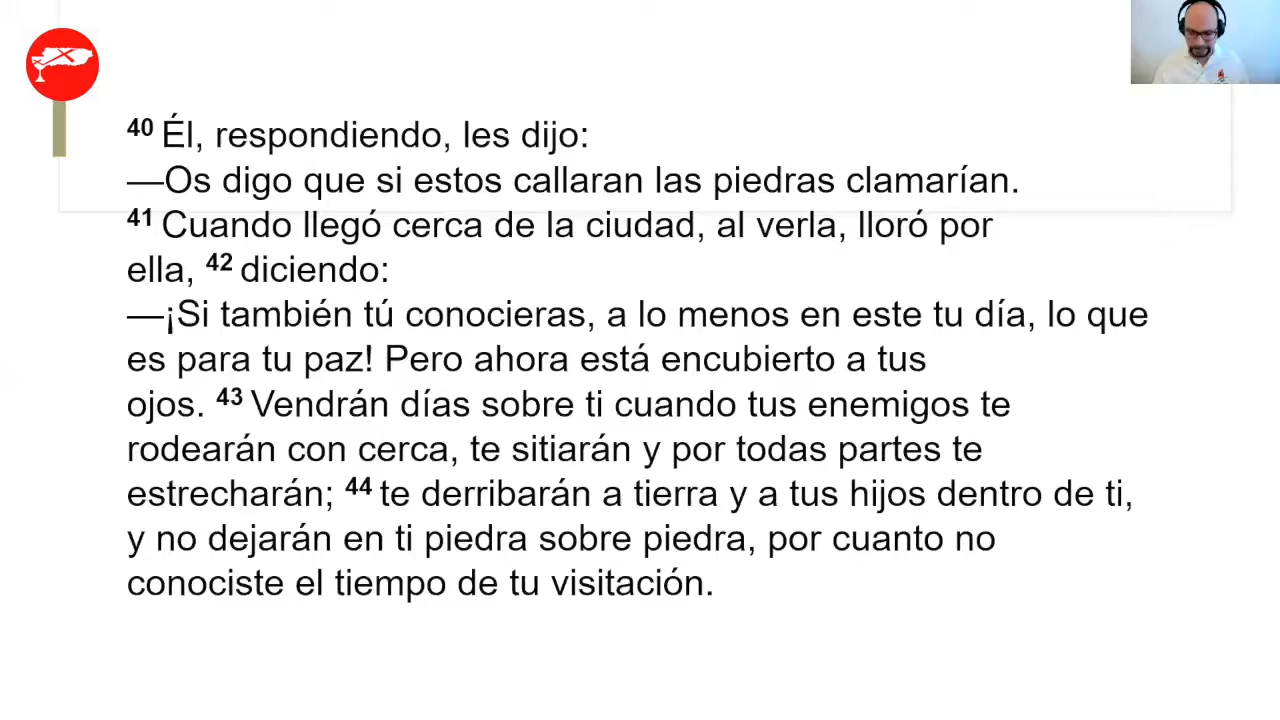 40 Él, respondiendo, les dijo:
—Os digo que si estos callaran las piedras clamarían.
41 Cuando llegó cerca de la ciudad, al verla, lloró por
ella, 42 diciendo:
—¡Si también tú conocieras, a lo menos en este tu día, lo que
es para tu paz! Pero ahora está encubierto a tus
ojos. 43 Vendrán días sobre ti cuando tus enemigos te
rodearán con cerca, te sitiarán y por todas partes te
estrecharán; 44 te derribarán a tierra y a tus hijos dentro de ti,
y no dejarán en ti piedra sobre piedra, por cuanto no
conociste el tiempo de tu visitación.